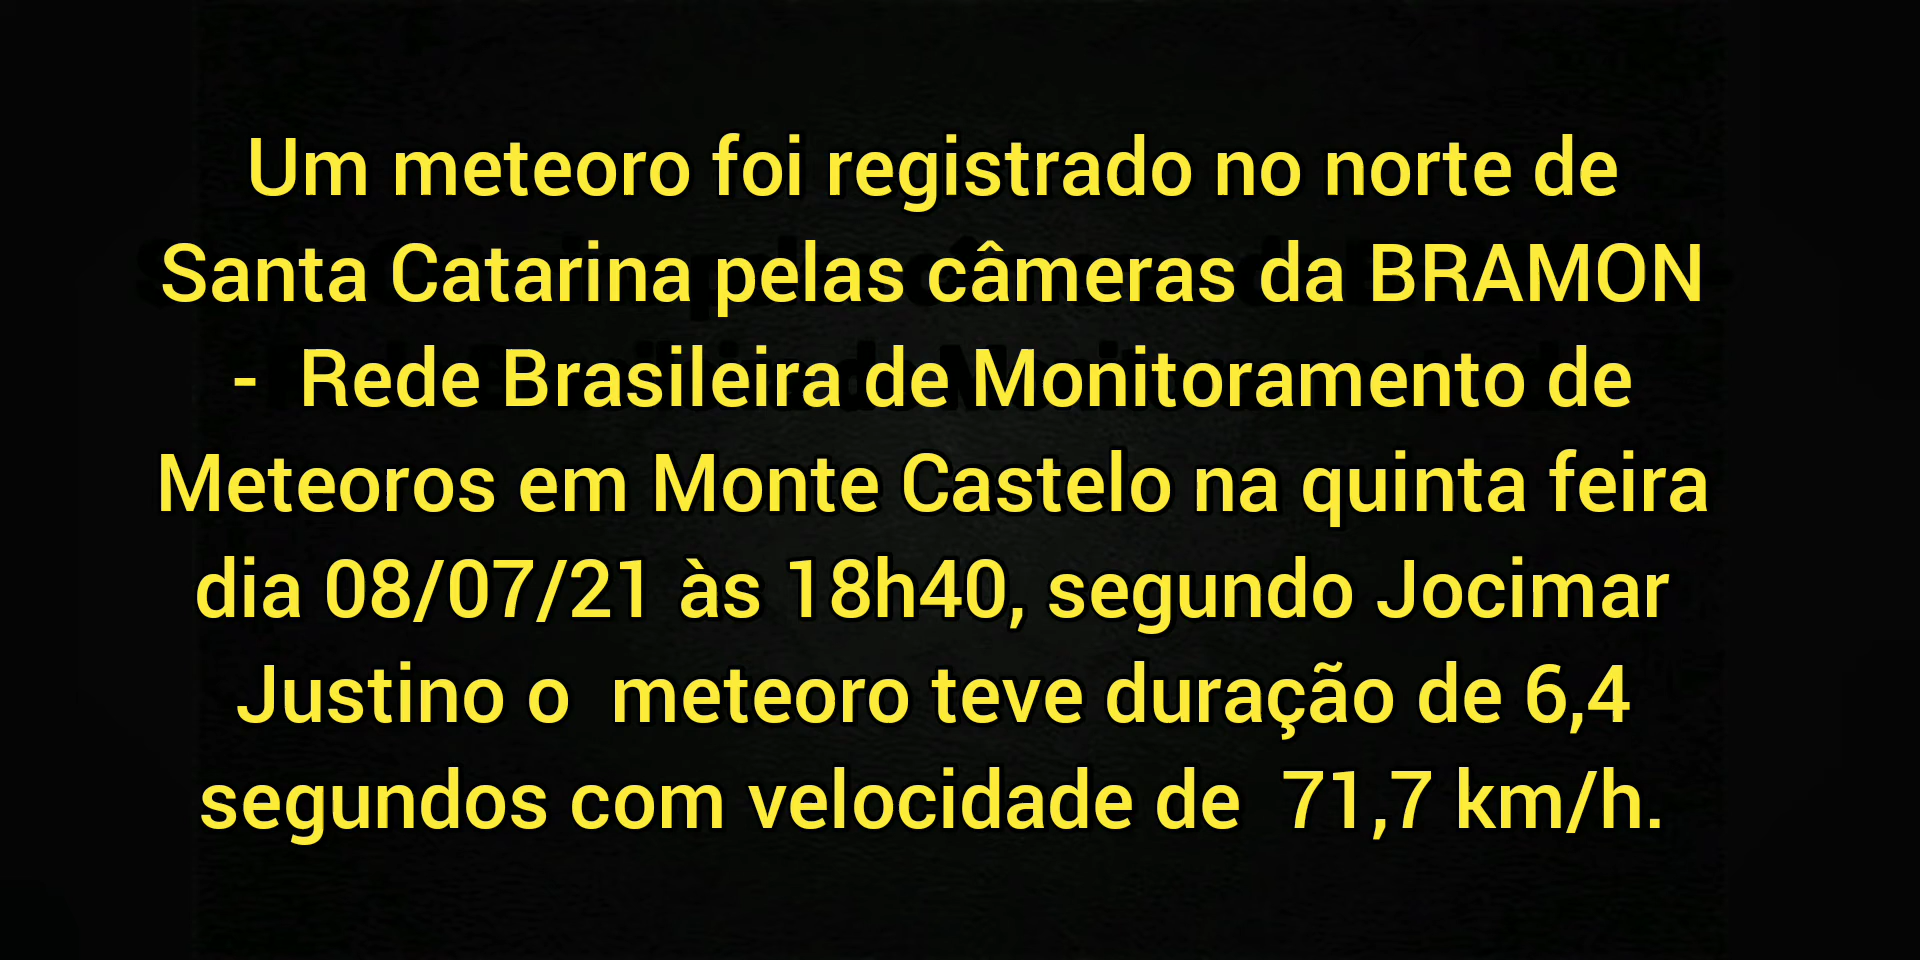 Um meteoro foi registrado no norte de
Santa Catarina pelas câmeras da BRAMON
-  Rede Brasileira de Monitoramento de
Meteoros em Monte Castelo na quinta feira
dia 08/07/21 às 18h40, segundo Jocimar
Justino o  meteoro teve duração de 6,4
segundos com velocidade de  71,7 km/h.